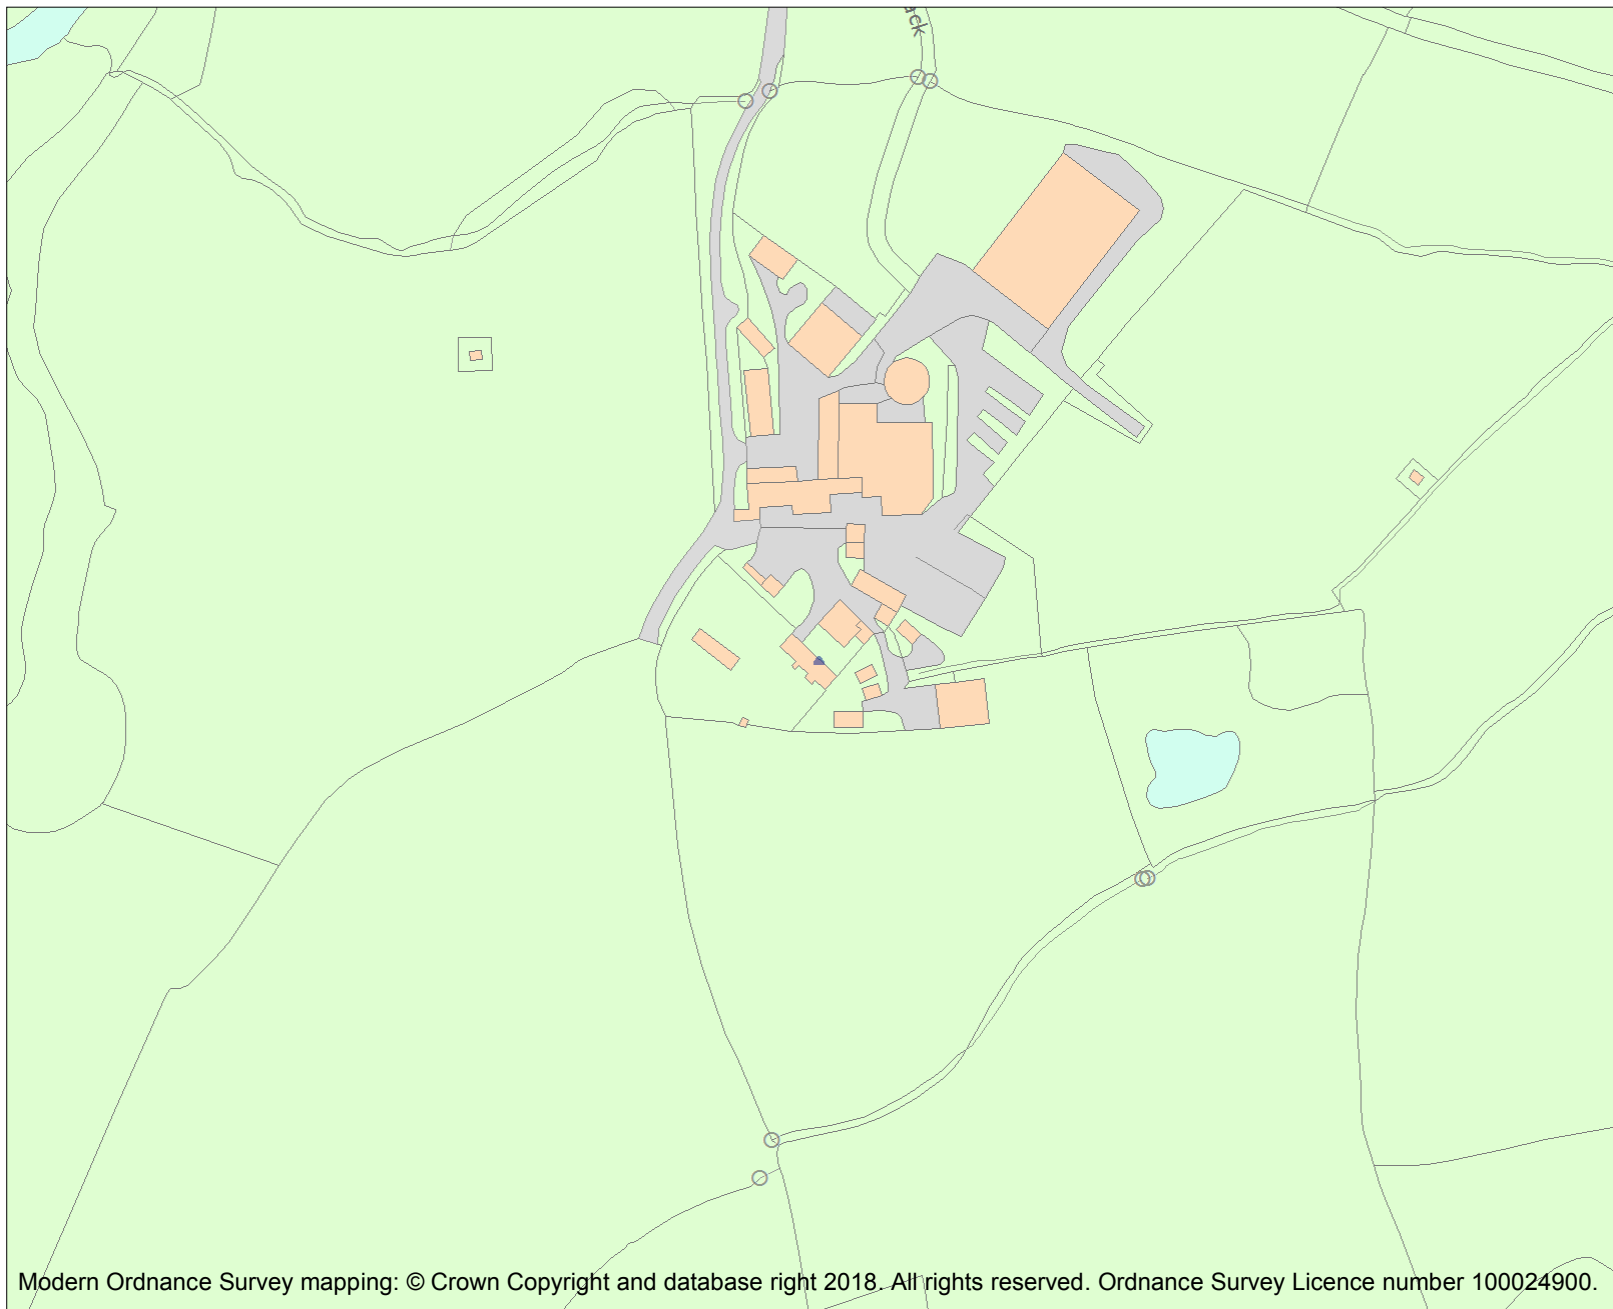 Modern Ordnance Survey mapping: © Crown Copyright and database right 2018. All rights reserved. Ordnance Survey Licence number 100024900.